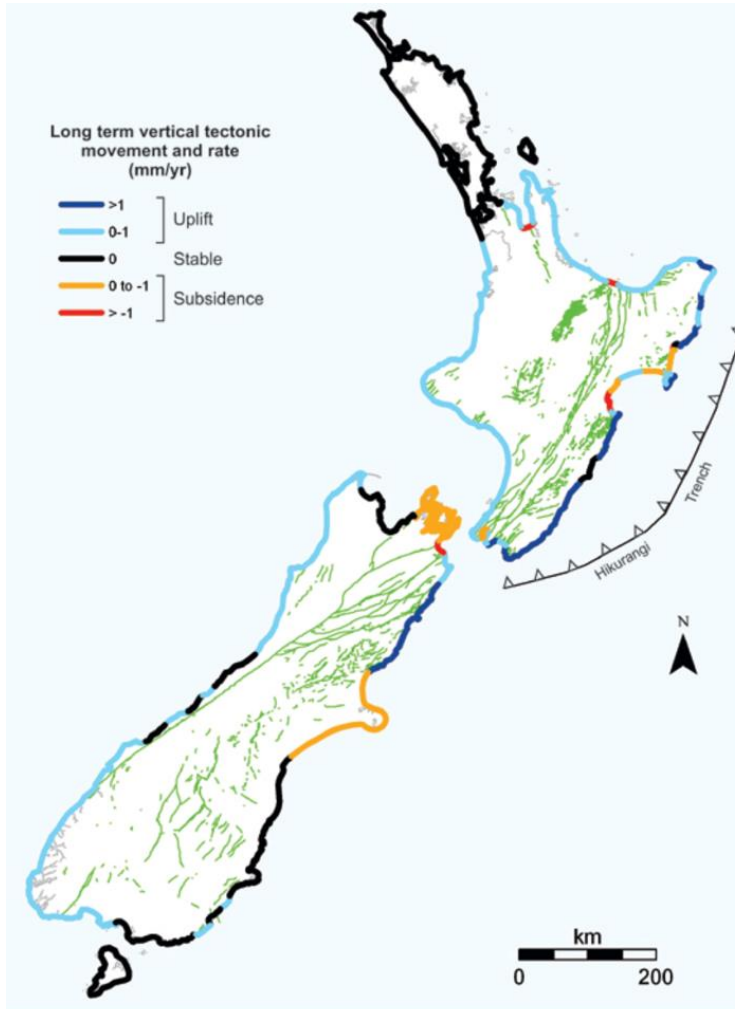 Long term vertical tectonic
movement and rate
(mm/yr)
>1
0-1
Uplift
0
Stable
0 to -1
> -1
Subsidence
Trench
Hikurangi
N
km
0
200